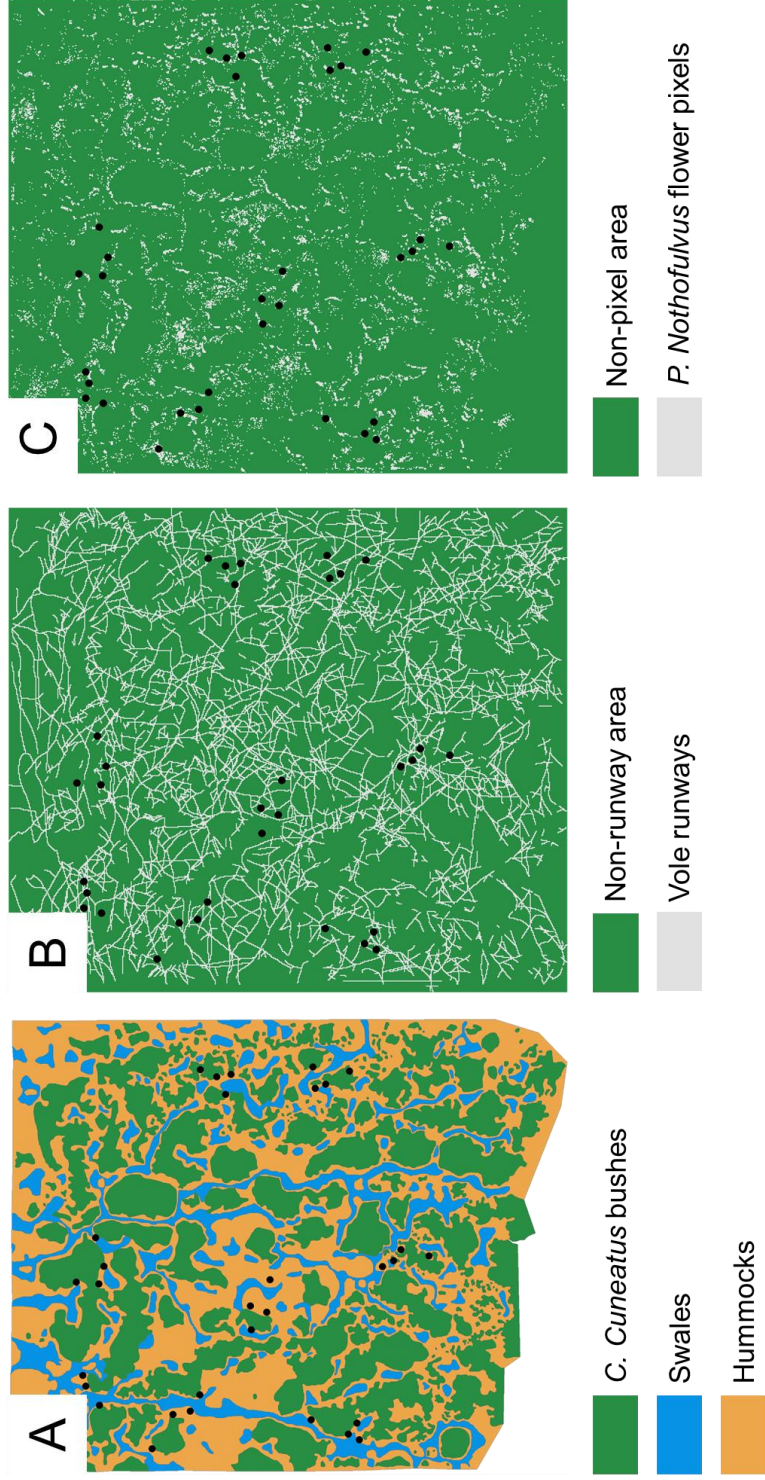 A
C. Cuneatus bushes
Swales
Hummocks
B
Non-runway area
Vole runways
C
Non-pixel area
P. Nothofulvus flower pixels